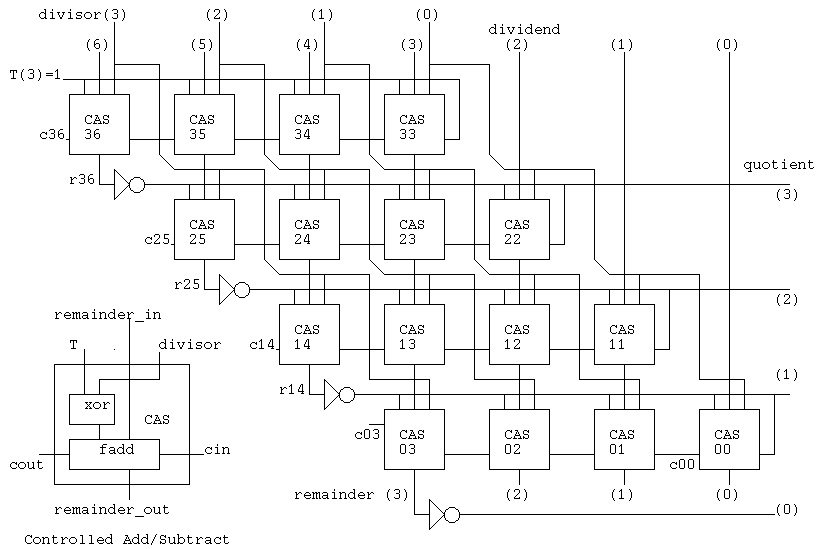 divisor(3) (2) (1) (0)
dividend
(6) (5) (4) (3) (2) (1) (0)
T(3)=1
CAS CAS CAS CAS
c36 36 35 34 33
quotient
r36
(3)
CAS CAS CAS CAS
c25 25 24 23 22
r25
(2)
remainder_in
CAS CAS CAS CAS
T divisor c14 14 13 12 11
(1)
r14
xor
CAS
CAS CAS CAS CAS
c03
fadd
03 02 01 00
cout cin c00
remainder (3) (2) (1) (0)
remainder_out
(0)
Controlled Add/Subtract